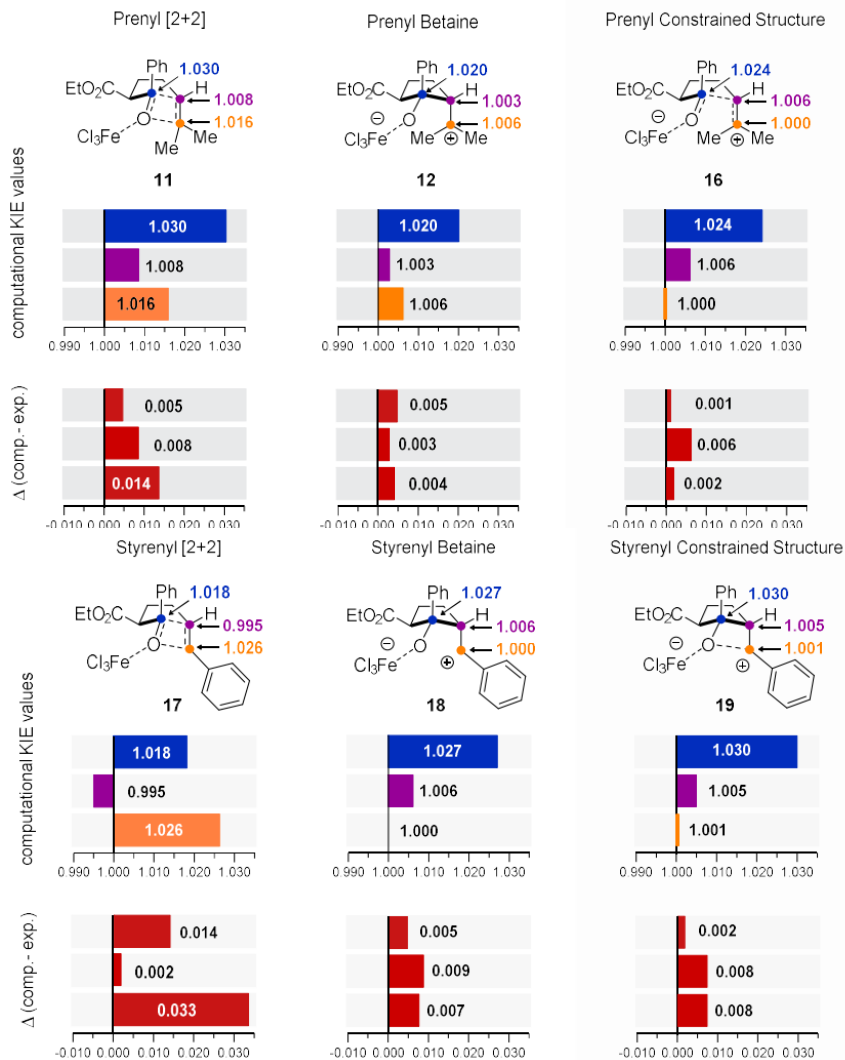 Prenyl [2+2]
Ph
1.030
EtO₂C
H
1.008
O
1.016
Cl₃Fe
Me
Me
11
Prenyl Betaine
Ph
1.020
EtO₂C
H
1.003
⊖
O
1.006
Cl₃Fe
Me
⊕
Me
12
Prenyl Constrained Structure
Ph
1.024
EtO₂C
H
1.006
⊖
O
1.000
Cl₃Fe
Me
⊕
Me
16
computational KIE values
1.030
1.008
1.016
0.990 1.000 1.010 1.020 1.030
1.020
1.003
1.006
0.990 1.000 1.010 1.020 1.030
1.024
1.006
1.000
0.990 1.000 1.010 1.020 1.030
Δ (comp.- exp.)
0.005
0.008
0.014
-0.010 0.000 0.010 0.020 0.030
0.005
0.003
0.004
-0.010 0.000 0.010 0.020 0.030
0.001
0.006
0.002
-0.010 0.000 0.010 0.020 0.030
Styrenyl [2+2]
Ph
1.018
EtO₂C
H
0.995
O
1.026
Cl₃Fe
17
Styrenyl Betaine
Ph
1.027
EtO₂C
H
1.006
⊖
O
1.000
Cl₃Fe
⊕
18
Styrenyl Constrained Structure
Ph
1.030
EtO₂C
H
1.005
⊖
O
1.001
Cl₃Fe
⊕
19
computational KIE values
1.018
0.995
1.026
0.990 1.000 1.010 1.020 1.030
1.027
1.006
1.000
0.990 1.000 1.010 1.020 1.030
1.030
1.005
1.001
0.990 1.000 1.010 1.020 1.030
Δ (comp.- exp.)
0.014
0.002
0.033
-0.010 0.000 0.010 0.020 0.030
0.005
0.009
0.007
-0.010 0.000 0.010 0.020 0.030
0.002
0.008
0.008
-0.010 0.000 0.010 0.020 0.030